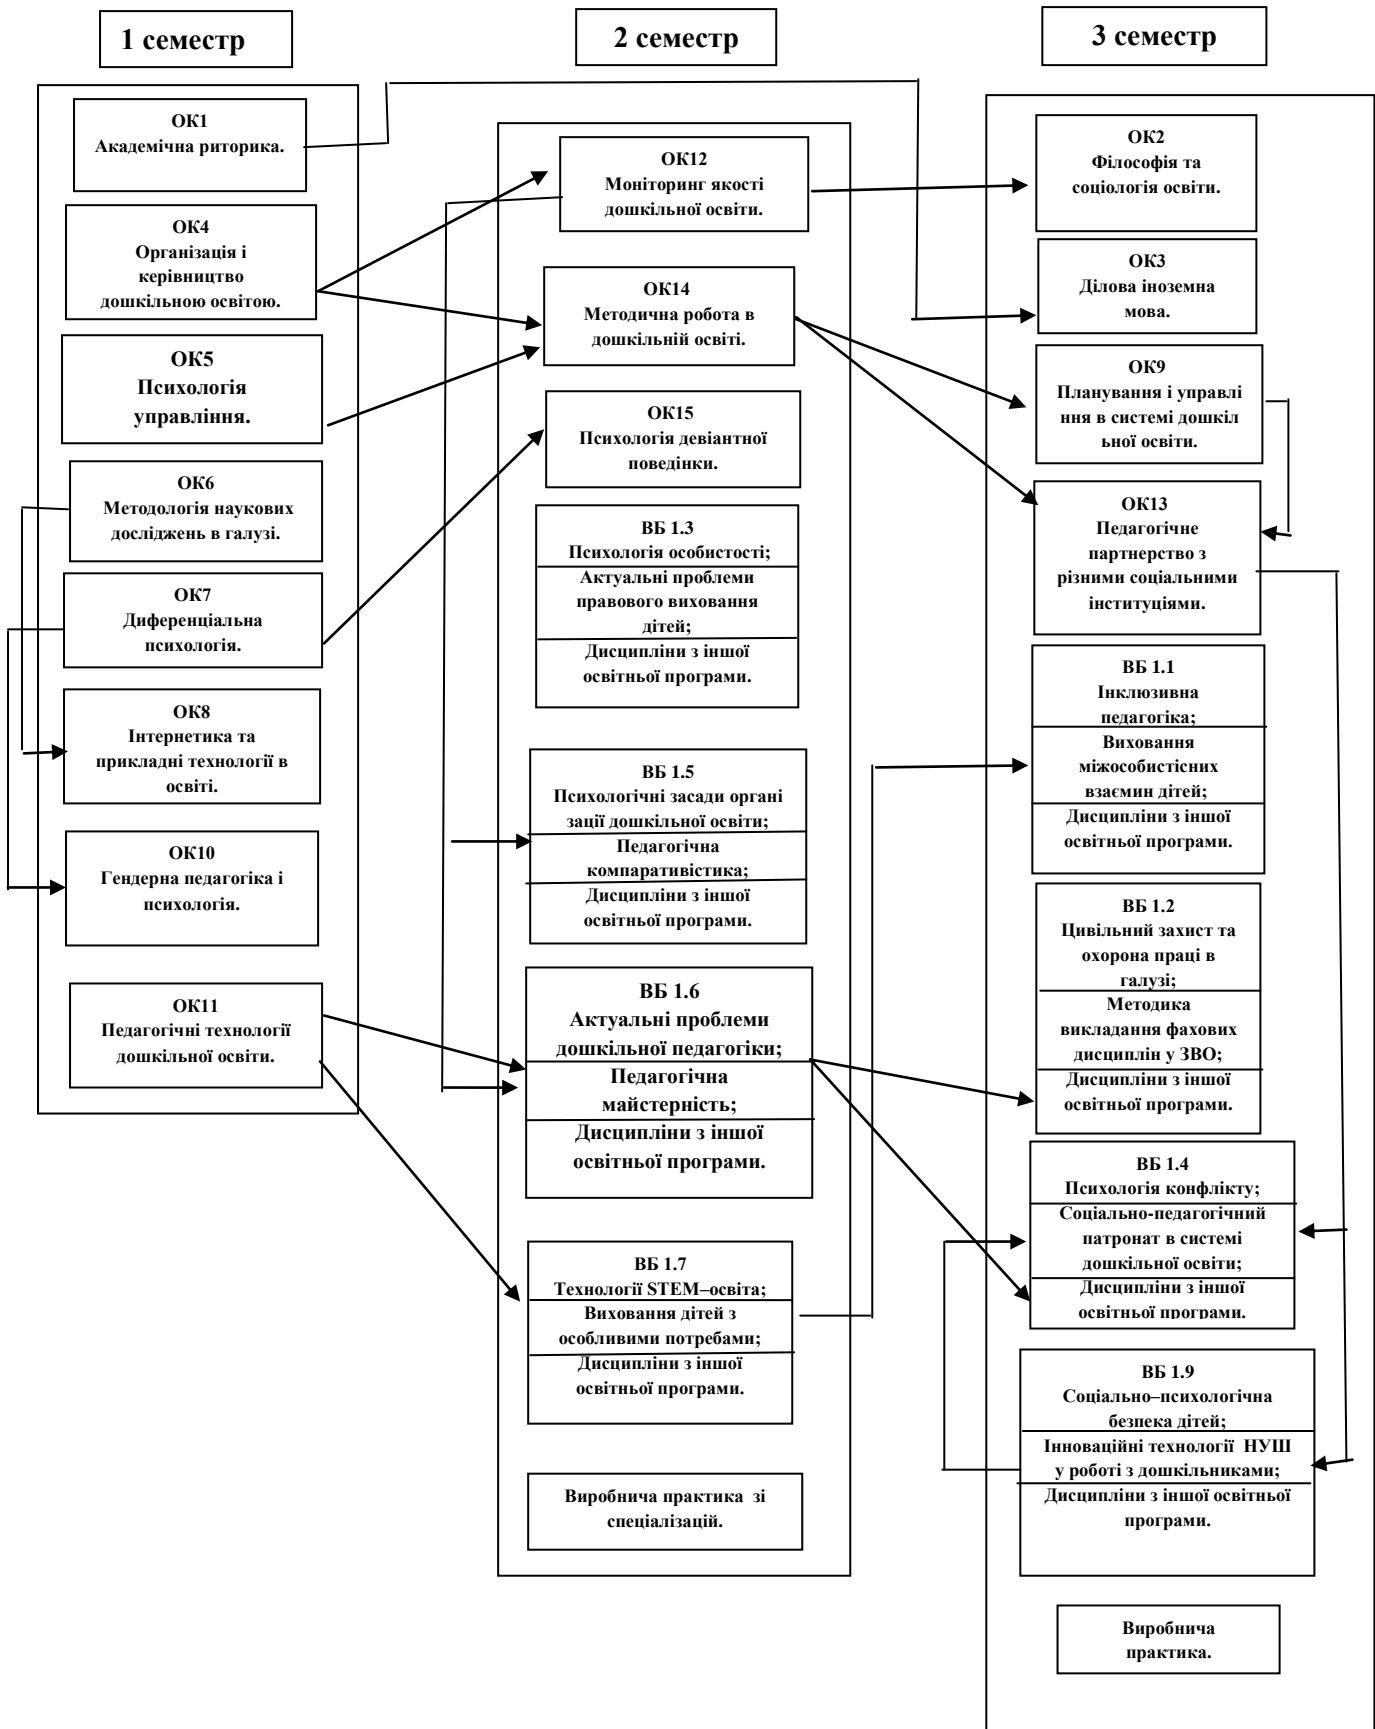 1 семестр
ОК1
Академічна риторика.
ОК4
Організація і
керівництво
дошкільною освітою.
ОК5
Психологія
управління.
ОК6
Методологія наукових
досліджень в галузі.
ОК7
Диференціальна
психологія.
ОК8
Інтернетика та
прикладні технології в
освіті.
ОК10
Гендерна педагогіка і
психологія.
ОК11
Педагогічні технології
дошкільної освіти.
2 семестр
ОК12
Моніторинг якості
дошкільної освіти.
ОК14
Методична робота в
дошкільній освіті.
ОК15
Психологія девіантної
поведінки.
ВБ 1.3
Психологія особистості;
Актуальні проблеми
правового виховання
дітей;
Дисципліни з іншої
освітньої програми.
ВБ 1.5
Психологічні засади органі
зації дошкільної освіти;
Педагогічна
компаративістика;
Дисципліни з іншої
освітньої програми.
ВБ 1.6
Актуальні проблеми
дошкільної педагогіки;
Педагогічна
майстерність;
Дисципліни з іншої
освітньої програми.
ВБ 1.7
Технології STEM–освіта;
Виховання дітей з
особливими потребами;
Дисципліни з іншої
освітньої програми.
Виробнича практика зі
спеціалізацій.
3 семестр
ОК2
Філософія та
соціологія освіти.
ОК3
Ділова іноземна
мова.
ОК9
Планування і управлі
ння в системі дошкіл
ьної освіти.
ОК13
Педагогічне
партнерство з
різними соціальними
інституціями.
ВБ 1.1
Інклюзивна
педагогіка;
Виховання
міжособистісних
взаємин дітей;
Дисципліни з іншої
освітньої програми.
ВБ 1.2
Цивільний захист та
охорона праці в
галузі;
Методика
викладання фахових
дисциплін у ЗВО;
Дисципліни з іншої
освітньої програми.
ВБ 1.4
Психологія конфлікту;
Соціально-педагогічний
патронат в системі
дошкільної освіти;
Дисципліни з іншої
освітньої програми.
ВБ 1.9
Соціально–психологічна
безпека дітей;
Інноваційні технології НУШ
у роботі з дошкільниками;
Дисципліни з іншої освітньої
програми.
Виробнича
практика.